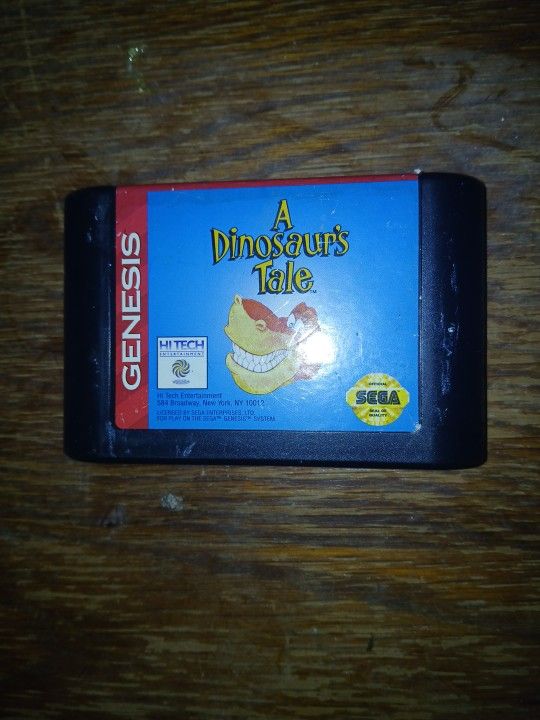 GENESIS
A
Dinosaur's
Tale™
HI TECH
ENTERTAINMENT
Hi Tech Entertainment
584 Broadway, New York, NY 10012
LICENSED BY SEGA ENTERPRISES, LTD.
FOR PLAY ON THE SEGA™ GENESIS™ SYSTEM.
OFFICIAL
SEGA
SEAL OF
QUALITY